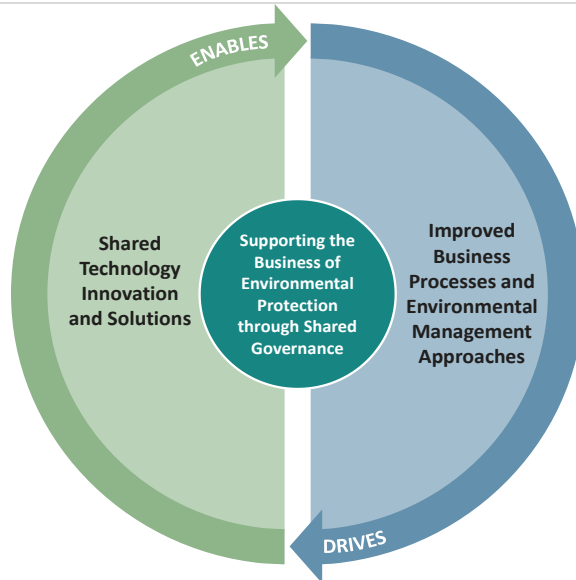 ENABLES
Shared
Technology
Innovation
and Solutions
Supporting the
Business of
Environmental
Protection
through Shared
Governance
Improved
Business
Processes and
Environmental
Management
Approaches
DRIVES